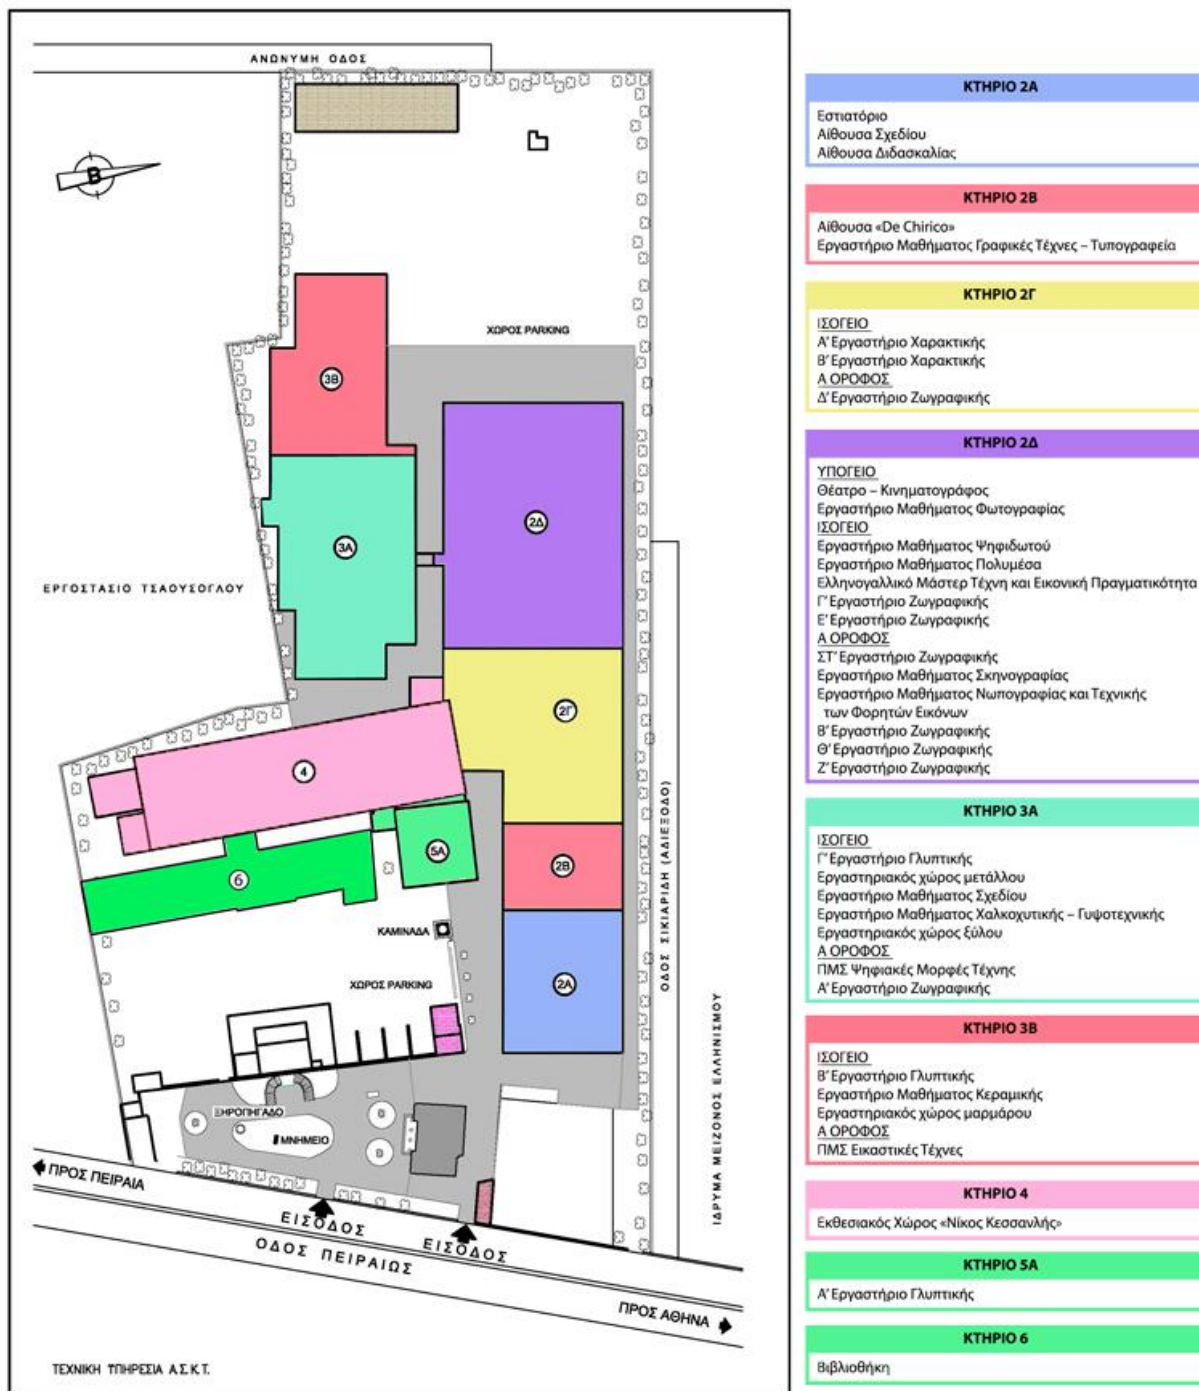 ΑΝΩΝΥΜΗ ΟΔΟΣ
Β
ΧΩΡΟΣ PARKING
3Β
2Δ
3Α
ΕΡΓΟΣΤΑΣΙΟ ΤΣΑΟΥΣΟΓΛΟΥ
2Γ
4
5Α
6
2Β
ΚΑΜΙΝΑΔΑ
2Α
ΧΩΡΟΣ PARKING
ΟΔΟΣ ΣΙΚΙΑΡΙΔΗ (ΑΔΙΕΞΟΔΟ)
ΙΔΡΥΜΑ ΜΕΙΖΟΝΟΣ ΕΛΛΗΝΙΣΜΟΥ
ΞΗΡΟΠΗΓΑΔΟ
ΜΝΗΜΕΙΟ
ΠΡΟΣ ΠΕΙΡΑΙΑ
ΕΙΣΟΔΟΣ
ΕΙΣΟΔΟΣ
ΟΔΟΣ ΠΕΙΡΑΙΩΣ
ΠΡΟΣ ΑΘΗΝΑ
ΤΕΧΝΙΚΗ ΥΠΗΡΕΣΙΑ Α.Σ.Κ.Τ.
ΚΤΗΡΙΟ 2Α
Εστιατόριο
Αίθουσα Σχεδίου
Αίθουσα Διδασκαλίας
ΚΤΗΡΙΟ 2Β
Αίθουσα «De Chirico»
Εργαστήριο Μαθήματος Γραφικές Τέχνες – Τυπογραφεία
ΚΤΗΡΙΟ 2Γ
ΙΣΟΓΕΙΟ
Α' Εργαστήριο Χαρακτικής
Β' Εργαστήριο Χαρακτικής
Α ΟΡΟΦΟΣ
Δ' Εργαστήριο Ζωγραφικής
ΚΤΗΡΙΟ 2Δ
ΥΠΟΓΕΙΟ
Θέατρο – Κινηματογράφος
Εργαστήριο Μαθήματος Φωτογραφίας
ΙΣΟΓΕΙΟ
Εργαστήριο Μαθήματος Ψηφιδωτού
Εργαστήριο Μαθήματος Πολυμέσα
Ελληνογαλλικό Μάστερ Τέχνη και Εικονική Πραγματικότητα
Γ' Εργαστήριο Ζωγραφικής
Ε' Εργαστήριο Ζωγραφικής
Α ΟΡΟΦΟΣ
ΣΤ' Εργαστήριο Ζωγραφικής
Εργαστήριο Μαθήματος Σκηνογραφίας
Εργαστήριο Μαθήματος Νωπογραφίας και Τεχνικής
των Φορητών Εικόνων
Β' Εργαστήριο Ζωγραφικής
Θ' Εργαστήριο Ζωγραφικής
Ζ' Εργαστήριο Ζωγραφικής
ΚΤΗΡΙΟ 3Α
ΙΣΟΓΕΙΟ
Γ' Εργαστήριο Γλυπτικής
Εργαστηριακός χώρος μετάλλου
Εργαστήριο Μαθήματος Σχεδίου
Εργαστήριο Μαθήματος Χαλκοχυτικής – Γυψοτεχνικής
Εργαστηριακός χώρος ξύλου
Α ΟΡΟΦΟΣ
ΠΜΣ Ψηφιακές Μορφές Τέχνης
Α' Εργαστήριο Ζωγραφικής
ΚΤΗΡΙΟ 3Β
ΙΣΟΓΕΙΟ
Β' Εργαστήριο Γλυπτικής
Εργαστήριο Μαθήματος Κεραμικής
Εργαστηριακός χώρος μαρμάρου
Α ΟΡΟΦΟΣ
ΠΜΣ Εικαστικές Τέχνες
ΚΤΗΡΙΟ 4
Εκθεσιακός Χώρος «Νίκος Κεσσανλής»
ΚΤΗΡΙΟ 5Α
Α' Εργαστήριο Γλυπτικής
ΚΤΗΡΙΟ 6
Βιβλιοθήκη